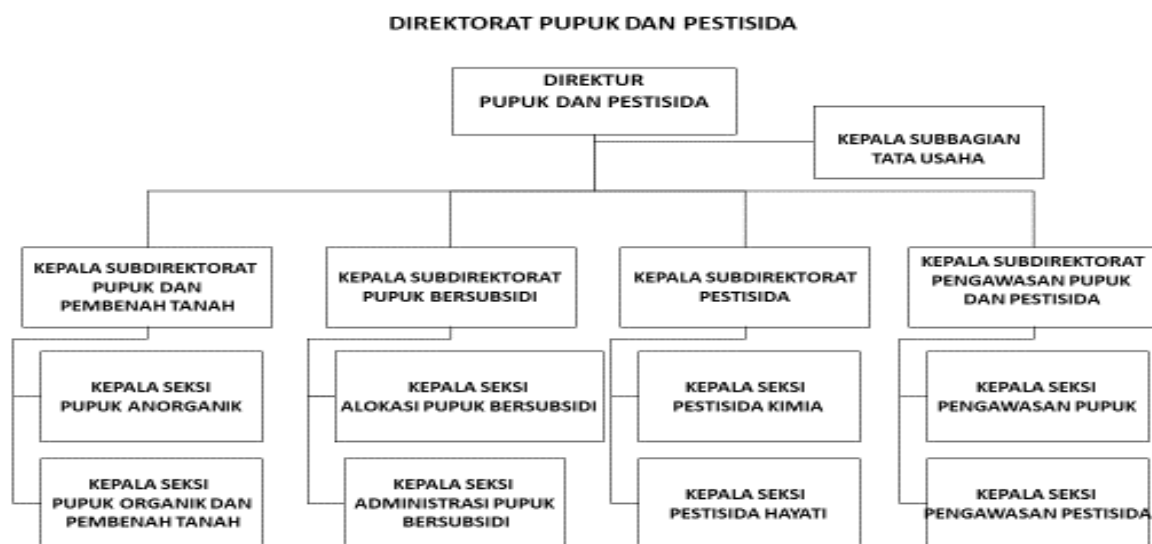 DIREKTORAT PUPUK DAN PESTISIDA
DIREKTUR
PUPUK DAN PESTISIDA
KEPALA SUBBAGIAN
TATA USAHA
KEPALA SUBDIREKTORAT
PUPUK DAN
PEMBENAH TANAH
KEPALA SUBDIREKTORAT
PUPUK BERSUBSIDI
KEPALA SUBDIREKTORAT
PESTISIDA
KEPALA SUBDIREKTORAT
PENGAWASAN PUPUK
DAN PESTISIDA
KEPALA SEKSI
PUPUK ANORGANIK
KEPALA SEKSI
ALOKASI PUPUK BERSUBSIDI
KEPALA SEKSI
PESTISIDA KIMIA
KEPALA SEKSI
PENGAWASAN PUPUK
KEPALA SEKSI
PUPUK ORGANIK DAN
PEMBENAH TANAH
KEPALA SEKSI
ADMINISTRASI PUPUK
BERSUBSIDI
KEPALA SEKSI
PESTISIDA HAYATI
KEPALA SEKSI
PENGAWASAN PESTISIDA